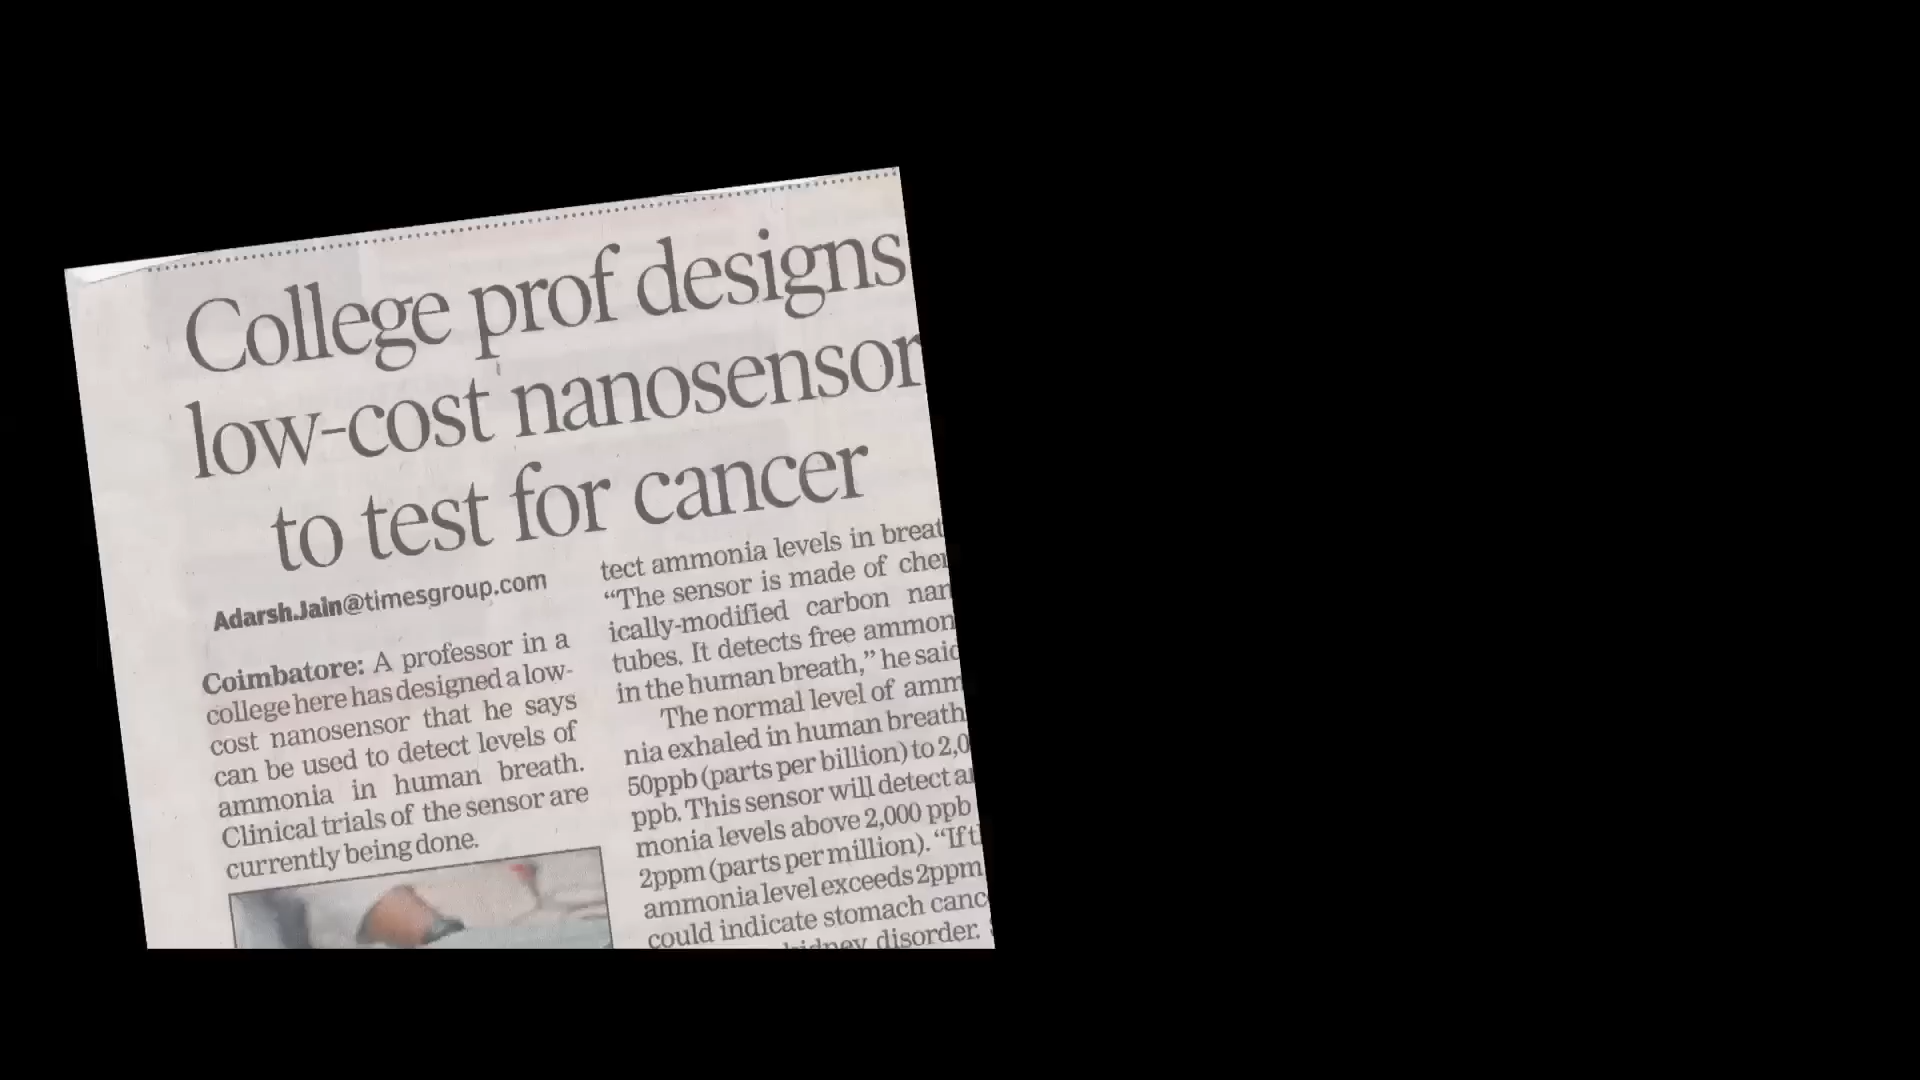 College prof designs
low-cost nanosensor
to test for cancer
Adarsh.Jain@timesgroup.com
Coimbatore: A professor in a
college here has designed a low-
cost nanosensor that he says
can be used to detect levels of
ammonia in human breath.
Clinical trials of the sensor are
currently being done.
tect ammonia levels in breat
“The sensor is made of che
ically-modified carbon nan
tubes. It detects free ammon
in the human breath,” he said
The normal level of amm
nia exhaled in human breath
50ppb (parts per billion) to 2,0
ppb. This sensor will detect a
monia levels above 2,000 ppb
2ppm (parts per million). “If t
ammonia level exceeds 2ppm
could indicate stomach canc
kidney disorder.